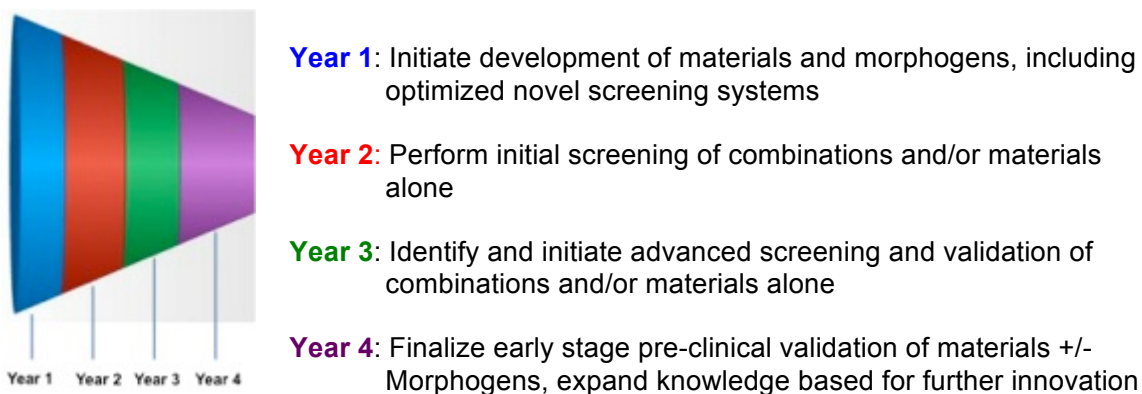 Year 1: Initiate development of materials and morphogens, including
optimized novel screening systems
Year 2: Perform initial screening of combinations and/or materials
alone
Year 3: Identify and initiate advanced screening and validation of
combinations and/or materials alone
Year 4: Finalize early stage pre-clinical validation of materials +/-
Morphogens, expand knowledge based for further innovation
Year 1 Year 2 Year 3 Year 4